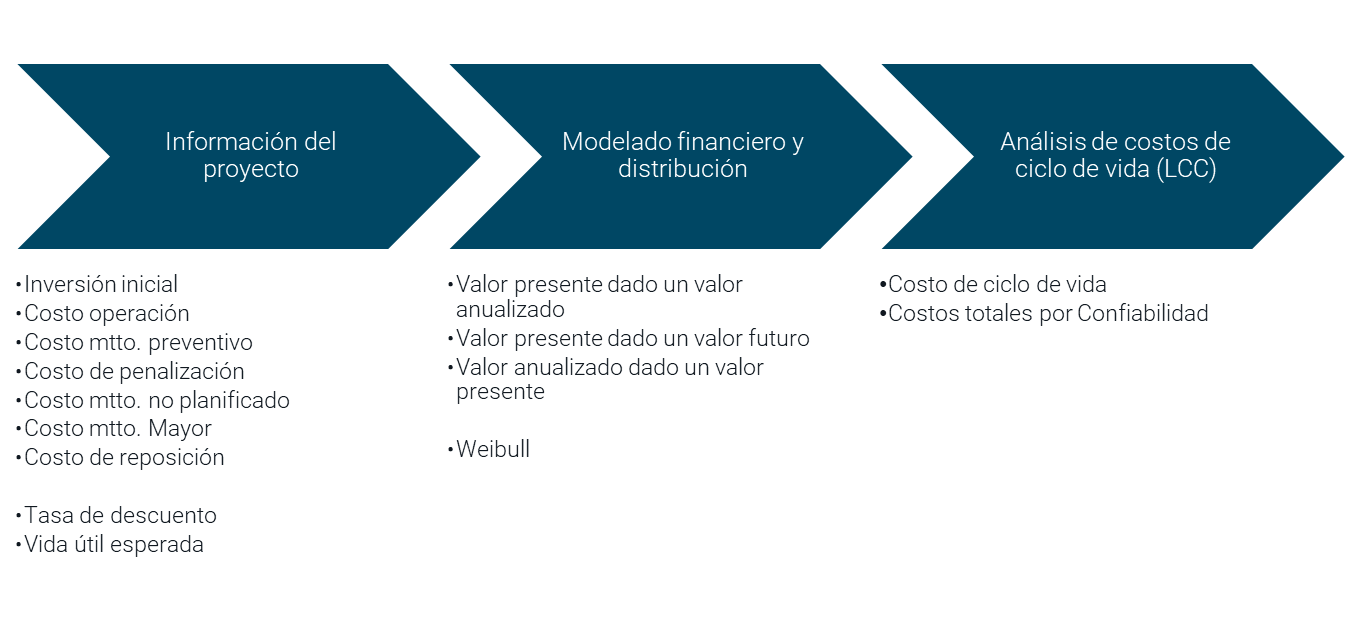 Información del
proyecto
•Inversión inicial
•Costo operación
•Costo mtto. preventivo
•Costo de penalización
•Costo mtto. no planificado
•Costo mtto. Mayor
•Costo de reposición
•Tasa de descuento
•Vida útil esperada
Modelado financiero y
distribución
•Valor presente dado un valor
anualizado
•Valor presente dado un valor futuro
•Valor anualizado dado un valor
presente
•Weibull
Análisis de costos de
ciclo de vida (LCC)
•Costo de ciclo de vida
•Costos totales por Confiabilidad